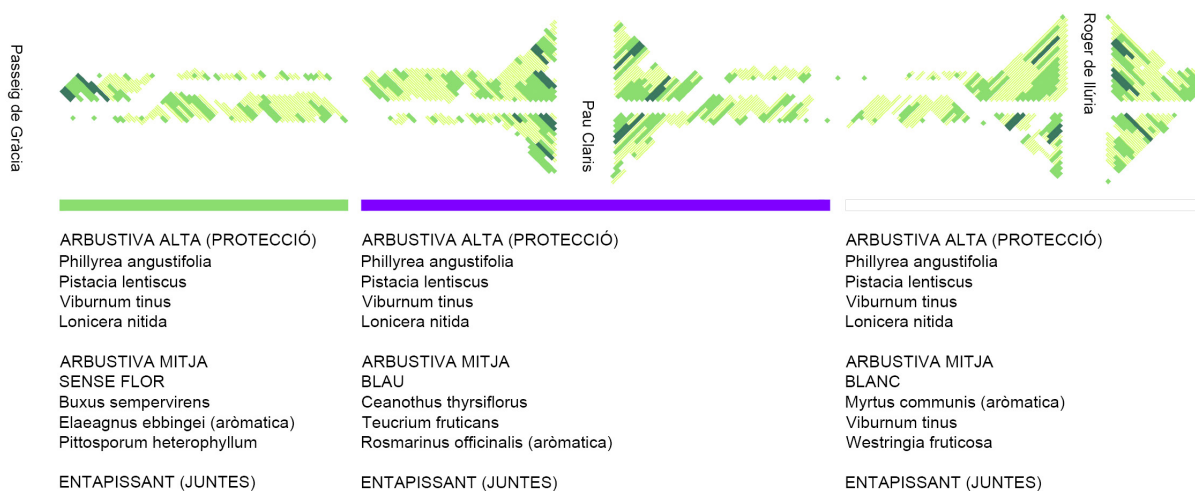 Passeig de Gràcia
Pau Claris
Roger de llúria
ARBUSTIVA ALTA (PROTECCIÓ)
Phillyrea angustifolia
Pistacia lentiscus
Viburnum tinus
Lonicera nitida
ARBUSTIVA MITJA
SENSE FLOR
Buxus sempervirens
Elaeagnus ebbingei (aròmatica)
Pittosporum heterophyllum
ENTAPISSANT (JUNTES)
ARBUSTIVA ALTA (PROTECCIÓ)
Phillyrea angustifolia
Pistacia lentiscus
Viburnum tinus
Lonicera nitida
ARBUSTIVA MITJA
BLAU
Ceanothus thyrsiflorus
Teucrium fruticans
Rosmarinus officinalis (aròmatica)
ENTAPISSANT (JUNTES)
ARBUSTIVA ALTA (PROTECCIÓ)
Phillyrea angustifolia
Pistacia lentiscus
Viburnum tinus
Lonicera nitida
ARBUSTIVA MITJA
BLANC
Myrtus communis (aròmatica)
Viburnum tinus
Westringia fruticosa
ENTAPISSANT (JUNTES)